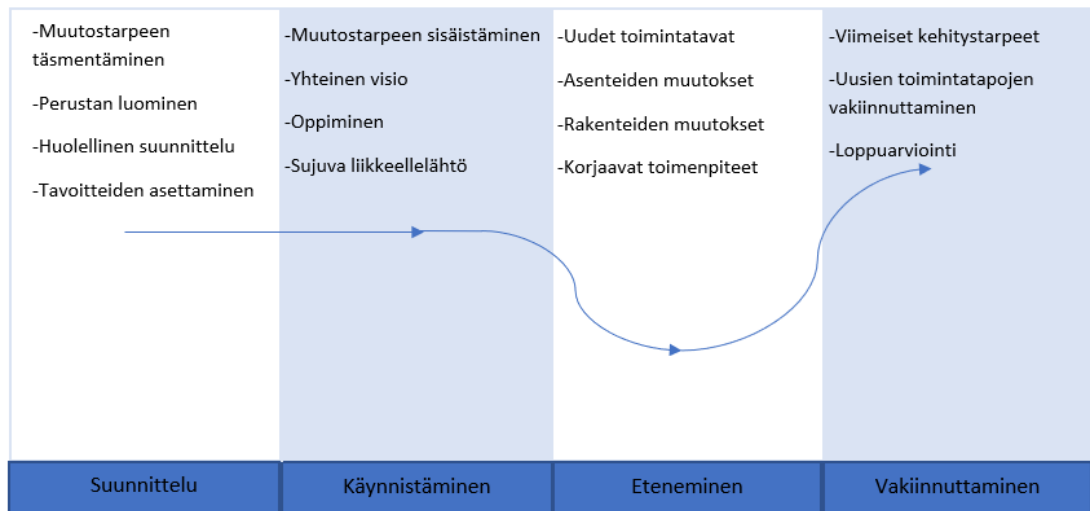 -Muutostarpeen
täsmentäminen
-Perustan luominen
-Huolellinen suunnittelu
-Tavoitteiden asettaminen
-Muutostarpeen sisäistäminen
-Yhteinen visio
-Oppiminen
-Sujuva liikkeellelähtö
-Uudet toimintatavat
-Asenteiden muutokset
-Rakenteiden muutokset
-Korjaavat toimenpiteet
-Viimeiset kehitystarpeet
-Uusien toimintatapojen
vakiinnuttaminen
-Loppuarviointi
Suunnittelu
Käynnistäminen
Eteneminen
Vakiinnuttaminen